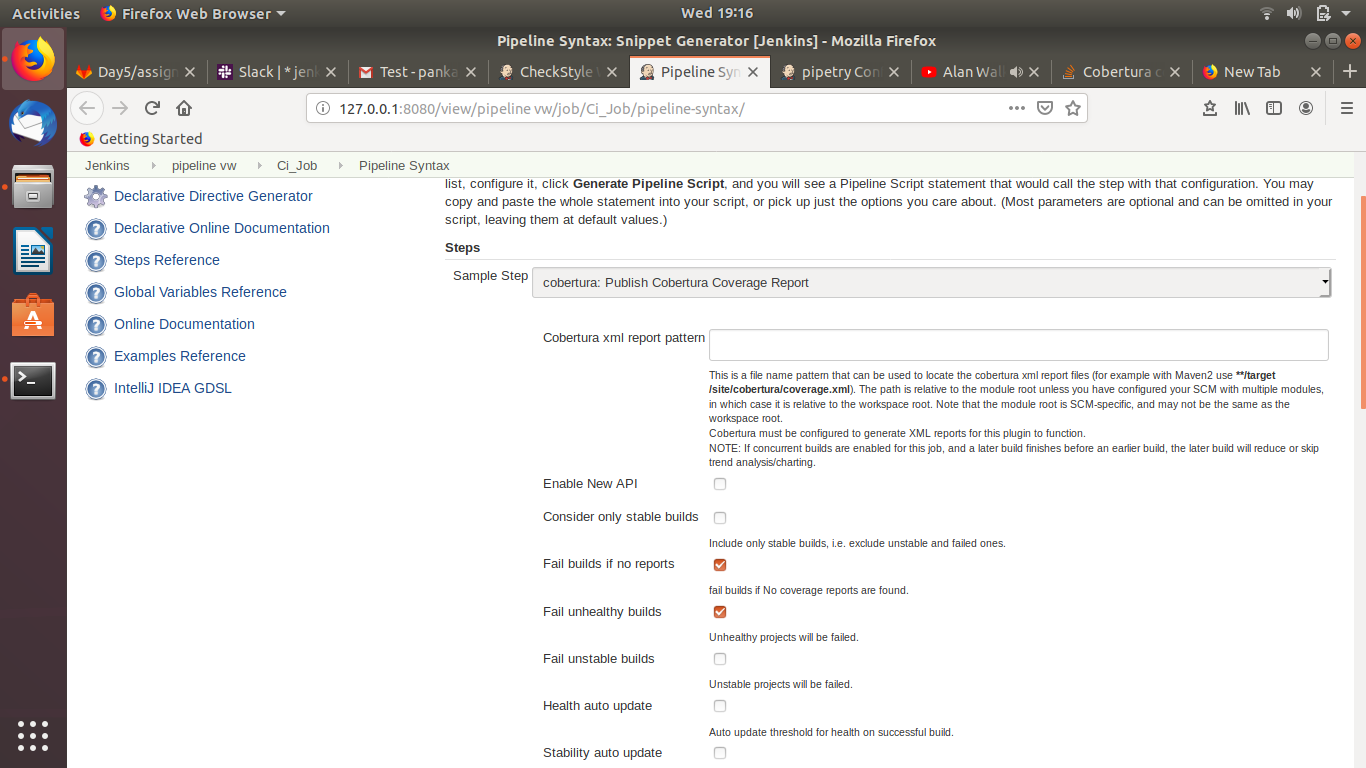 Activities Firefox Web Browser Wed 19:16
Pipeline Syntax: Snippet Generator [Jenkins] - Mozilla Firefox
Day5/assign Slack | * jenk Test - panka CheckStyle Pipeline Syn pipetry Con Alan Wal Cobertura c New Tab
127.0.0.1:8080/view/pipeline vw/job/Ci_Job/pipeline-syntax/
Getting Started
Jenkins pipeline vw Ci_Job Pipeline Syntax
Declarative Directive Generator
Declarative Online Documentation
Steps Reference
Global Variables Reference
Online Documentation
Examples Reference
IntelliJ IDEA GDSL
list, configure it, click Generate Pipeline Script, and you will see a Pipeline Script statement that would call the step with that configuration. You may
copy and paste the whole statement into your script, or pick up just the options you care about. (Most parameters are optional and can be omitted in your
script, leaving them at default values.)
Steps
Sample Step cobertura: Publish Cobertura Coverage Report
Cobertura xml report pattern
This is a file name pattern that can be used to locate the cobertura xml report files (for example with Maven2 use **/target
/site/cobertura/coverage.xml). The path is relative to the module root unless you have configured your SCM with multiple modules,
in which case it is relative to the workspace root. Note that the module root is SCM-specific, and may not be the same as the
workspace root.
Cobertura must be configured to generate XML reports for this plugin to function.
NOTE: If concurrent builds are enabled for this job, and a later build finishes before an earlier build, the later build will reduce or skip
trend analysis/charting.
Enable New API
Consider only stable builds
Include only stable builds, i.e. exclude unstable and failed ones.
Fail builds if no reports
fail builds if No coverage reports are found.
Fail unhealthy builds
Unhealthy projects will be failed.
Fail unstable builds
Unstable projects will be failed.
Health auto update
Auto update threshold for health on successful build.
Stability auto update